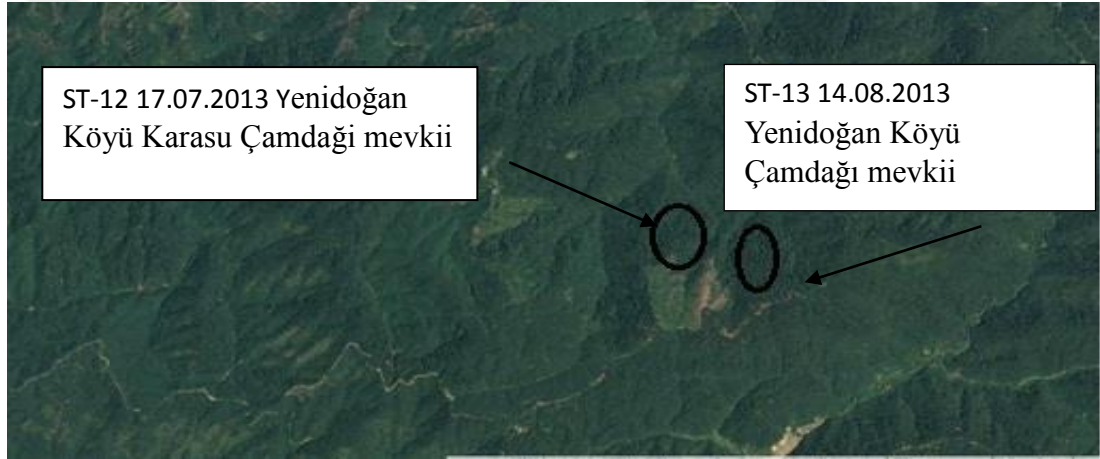 ST-12 17.07.2013 Yenidoğan
Köyü Karasu Çamdaği mevkii
ST-13 14.08.2013
Yenidoğan Köyü
Çamdağı mevkii